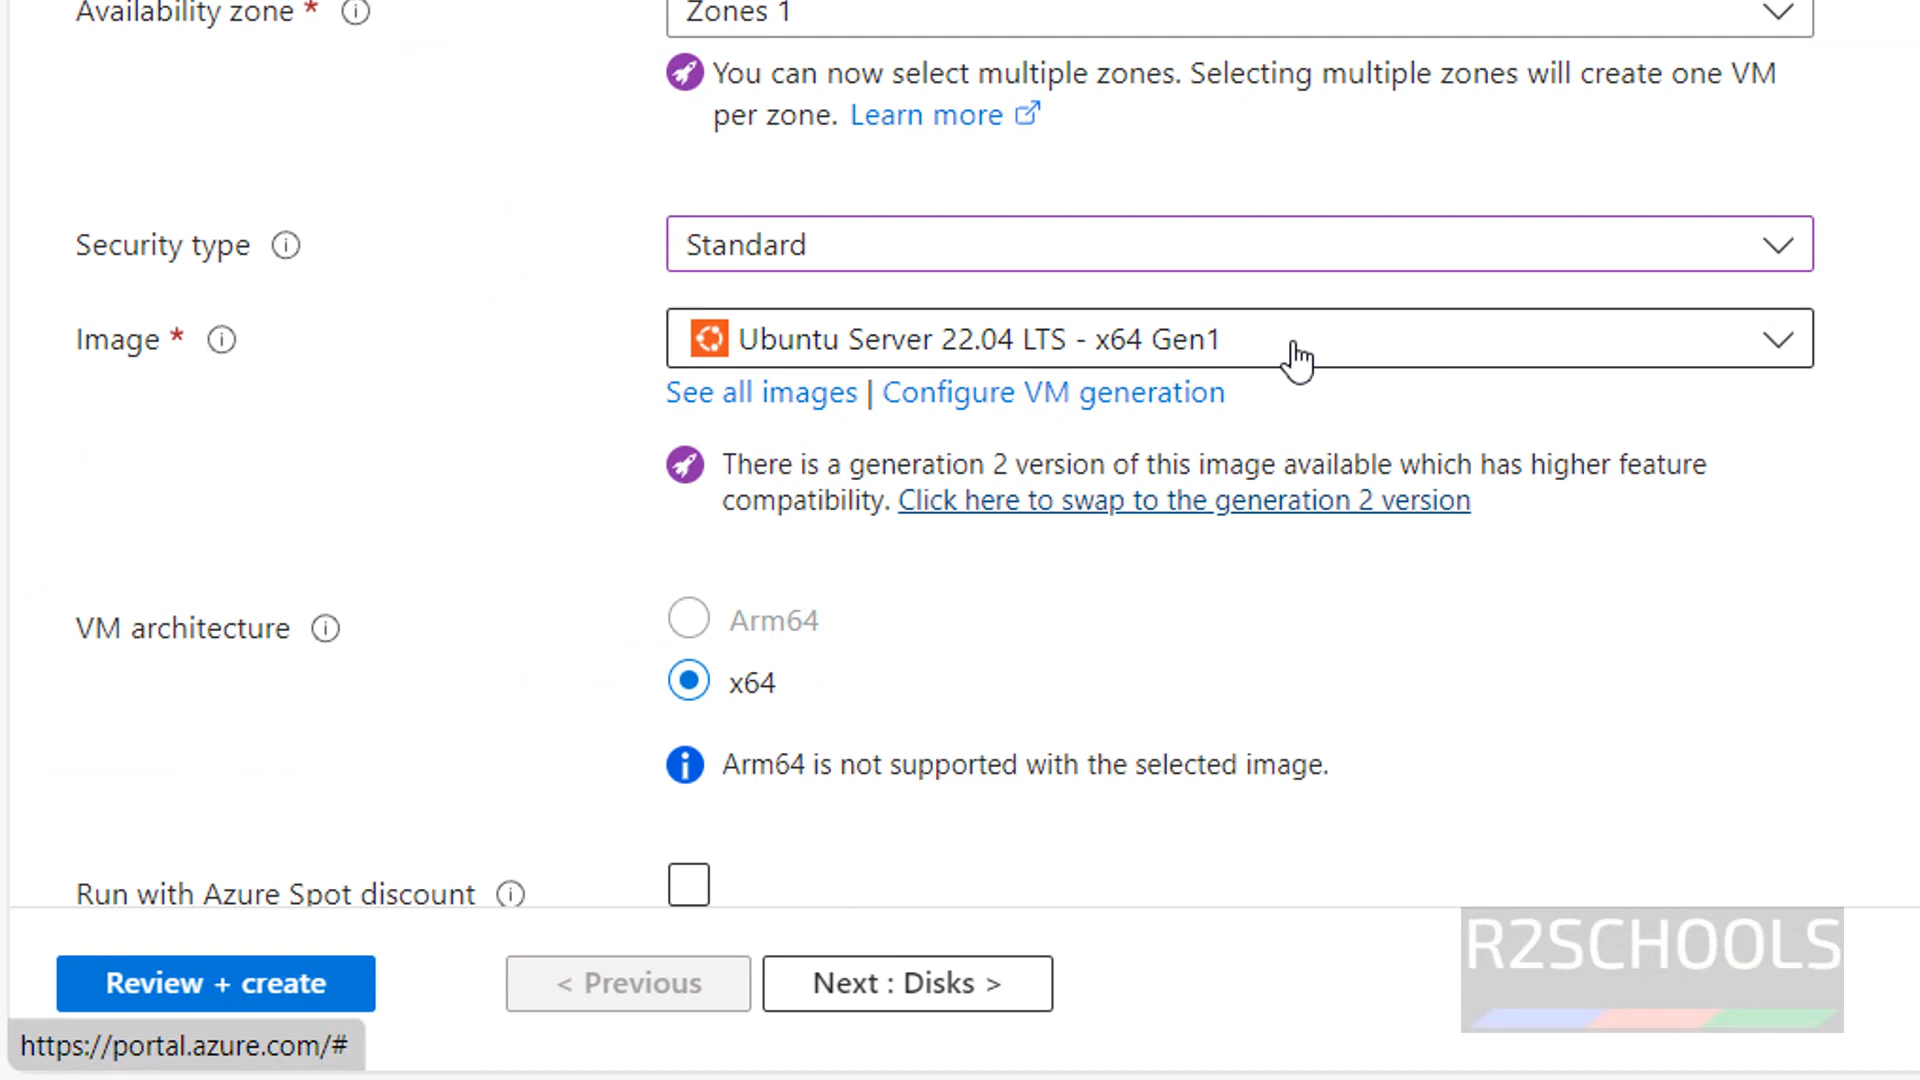 Availability zone *
Zones 1
You can now select multiple zones. Selecting multiple zones will create one VM
per zone. Learn more
Security type
Standard
Image *
Ubuntu Server 22.04 LTS - x64 Gen1
See all images | Configure VM generation
There is a generation 2 version of this image available which has higher feature
compatibility. Click here to swap to the generation 2 version
VM architecture
Arm64
x64
Arm64 is not supported with the selected image.
Run with Azure Spot discount
Review + create
< Previous
Next : Disks >
R2SCHOOLS
https://portal.azure.com/#